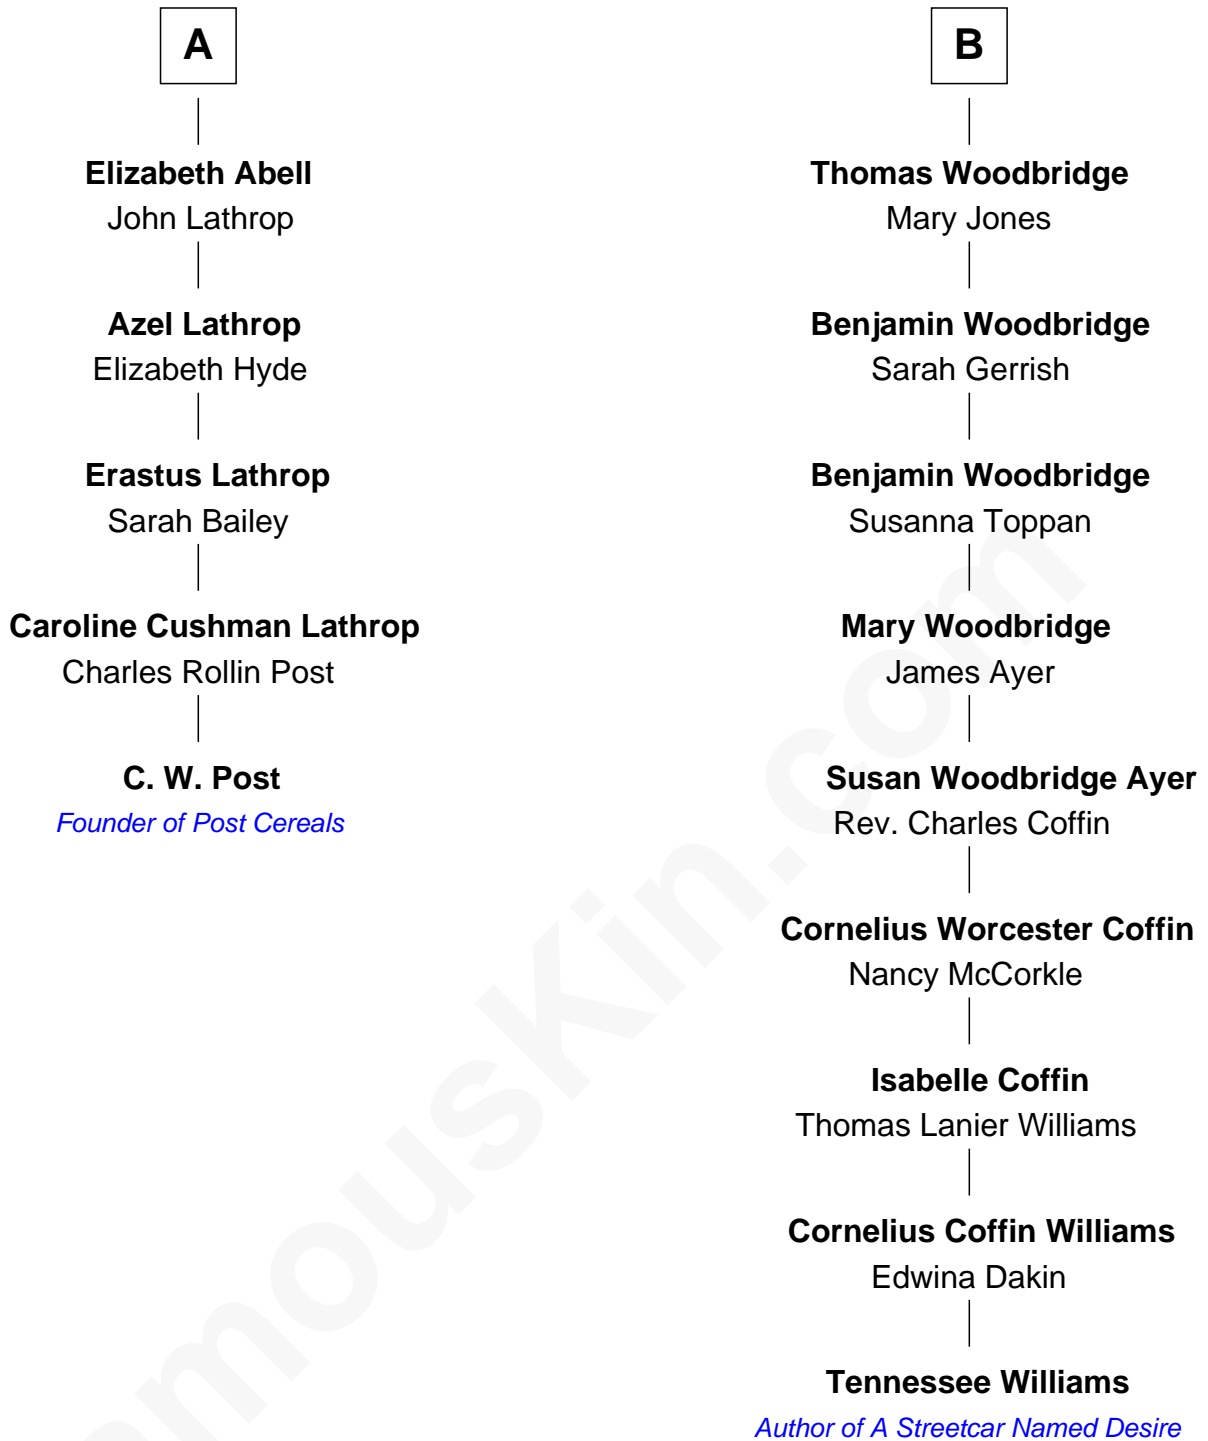 A
Elizabeth Abell
John Lathrop
Azel Lathrop
Elizabeth Hyde
Erastus Lathrop
Sarah Bailey
Caroline Cushman Lathrop
Charles Rollin Post
C. W. Post
Founder of Post Cereals
B
Thomas Woodbridge
Mary Jones
Benjamin Woodbridge
Sarah Gerrish
Benjamin Woodbridge
Susanna Toppan
Mary Woodbridge
James Ayer
Susan Woodbridge Ayer
Rev. Charles Coffin
Cornelius Worcester Coffin
Nancy McCorkle
Isabelle Coffin
Thomas Lanier Williams
Cornelius Coffin Williams
Edwina Dakin
Tennessee Williams
Author of A Streetcar Named Desire
amouskin.com